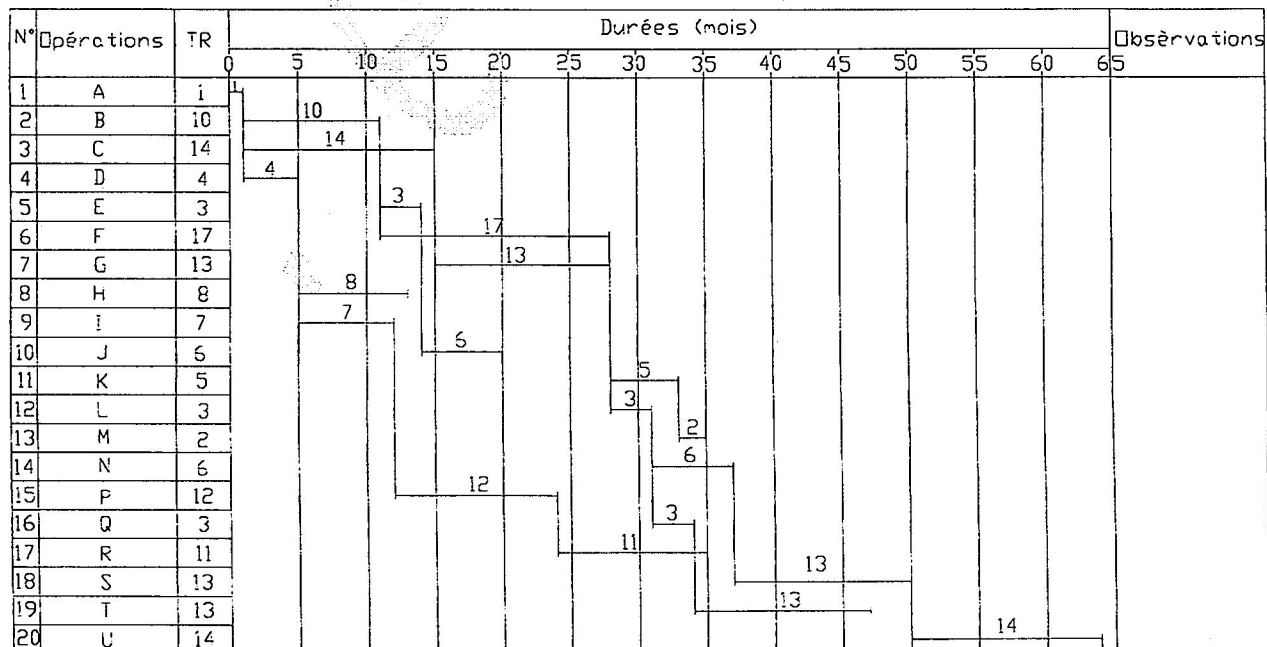 N° Opérations TR Durées (mois) Obsèrvations
0 5 10 15 20 25 30 35 40 45 50 55 60 65
1 A 1 1
2 B 10 10
3 C 14 14
4 D 4 4
5 E 3 3
6 F 17 17
7 G 13 13
8 H 8 8
9 I 7 7
10 J 6 6
11 K 5 5
12 L 3 3
13 M 2 2
14 N 6 6
15 P 12 12
16 Q 3 3
17 R 11 11
18 S 13 13
19 T 13 13
20 U 14 14